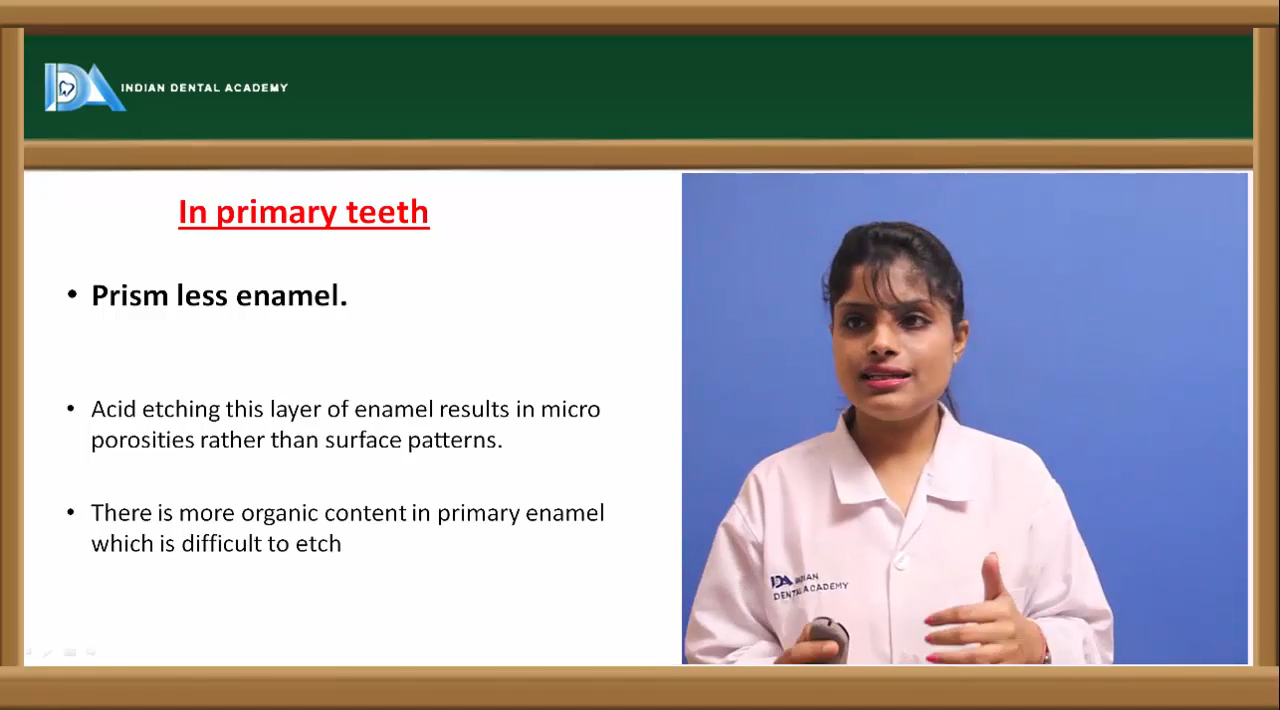 IDA INDIAN DENTAL ACADEMY
In primary teeth
• Prism less enamel.
• Acid etching this layer of enamel results in micro
porosities rather than surface patterns.
• There is more organic content in primary enamel
which is difficult to etch
IDA INDIAN
DENTAL ACADEMY